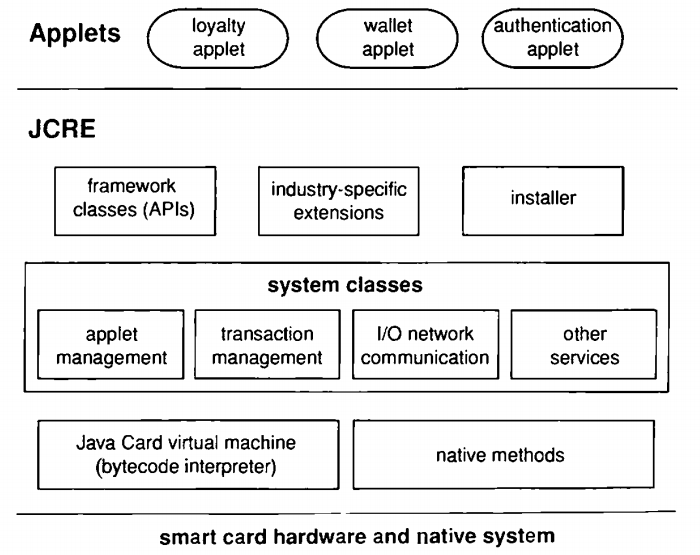 Applets
loyalty
applet
wallet
applet
authentication
applet
JCRE
framework
classes (APIs)
industry-specific
extensions
installer
system classes
applet
management
transaction
management
I/O network
communication
other
services
Java Card virtual machine
(bytecode interpreter)
native methods
smart card hardware and native system